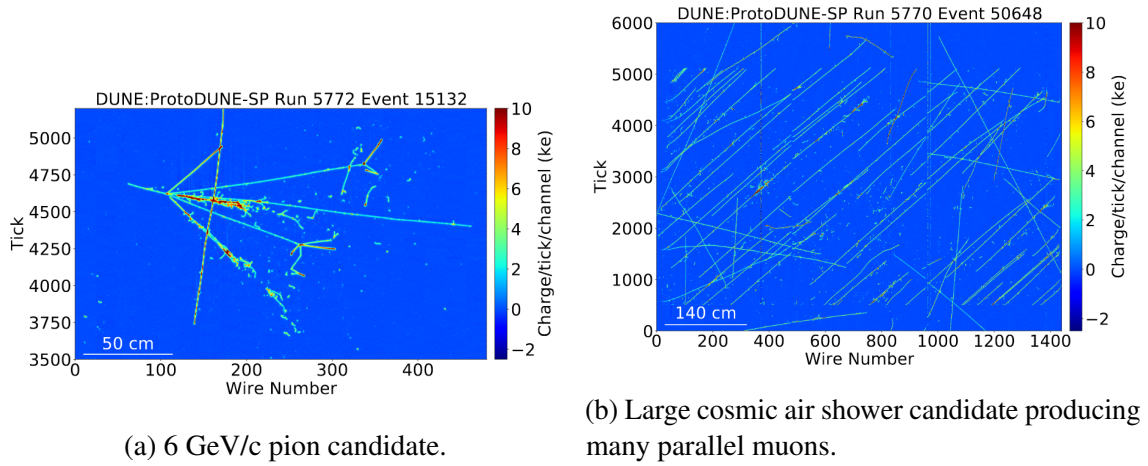 DUNE:ProtoDUNE-SP Run 5772 Event 15132
5000
4750
4500
4250
4000
3750
3500
Tick
50 cm
0 100 200 300 400
Wire Number
10
8
6
4
2
0
−2
Charge/tick/channel (ke)
(a) 6 GeV/c pion candidate.
DUNE:ProtoDUNE-SP Run 5770 Event 50648
6000
5000
4000
3000
2000
1000
0
Tick
140 cm
0 200 400 600 800 1000 1200 1400
Wire Number
10
8
6
4
2
0
−2
Charge/tick/channel (ke)
(b) Large cosmic air shower candidate producing
many parallel muons.